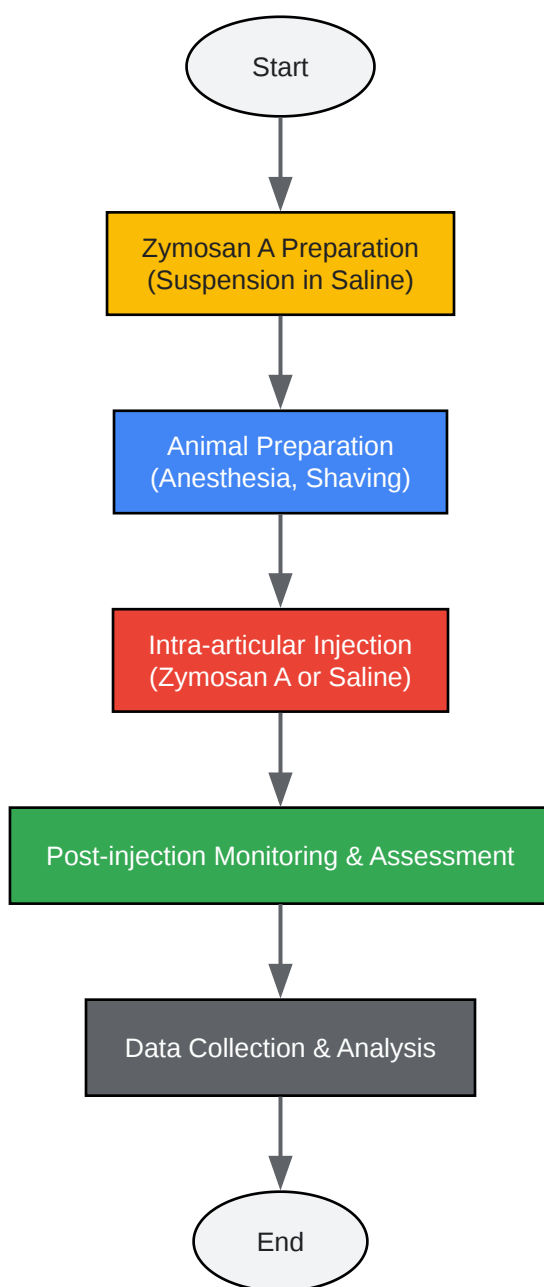 Start
Zymosan A Preparation
(Suspension in Saline)
Animal Preparation
(Anesthesia, Shaving)
Intra-articular Injection
(Zymosan A or Saline)
Post-injection Monitoring & Assessment
Data Collection & Analysis
End